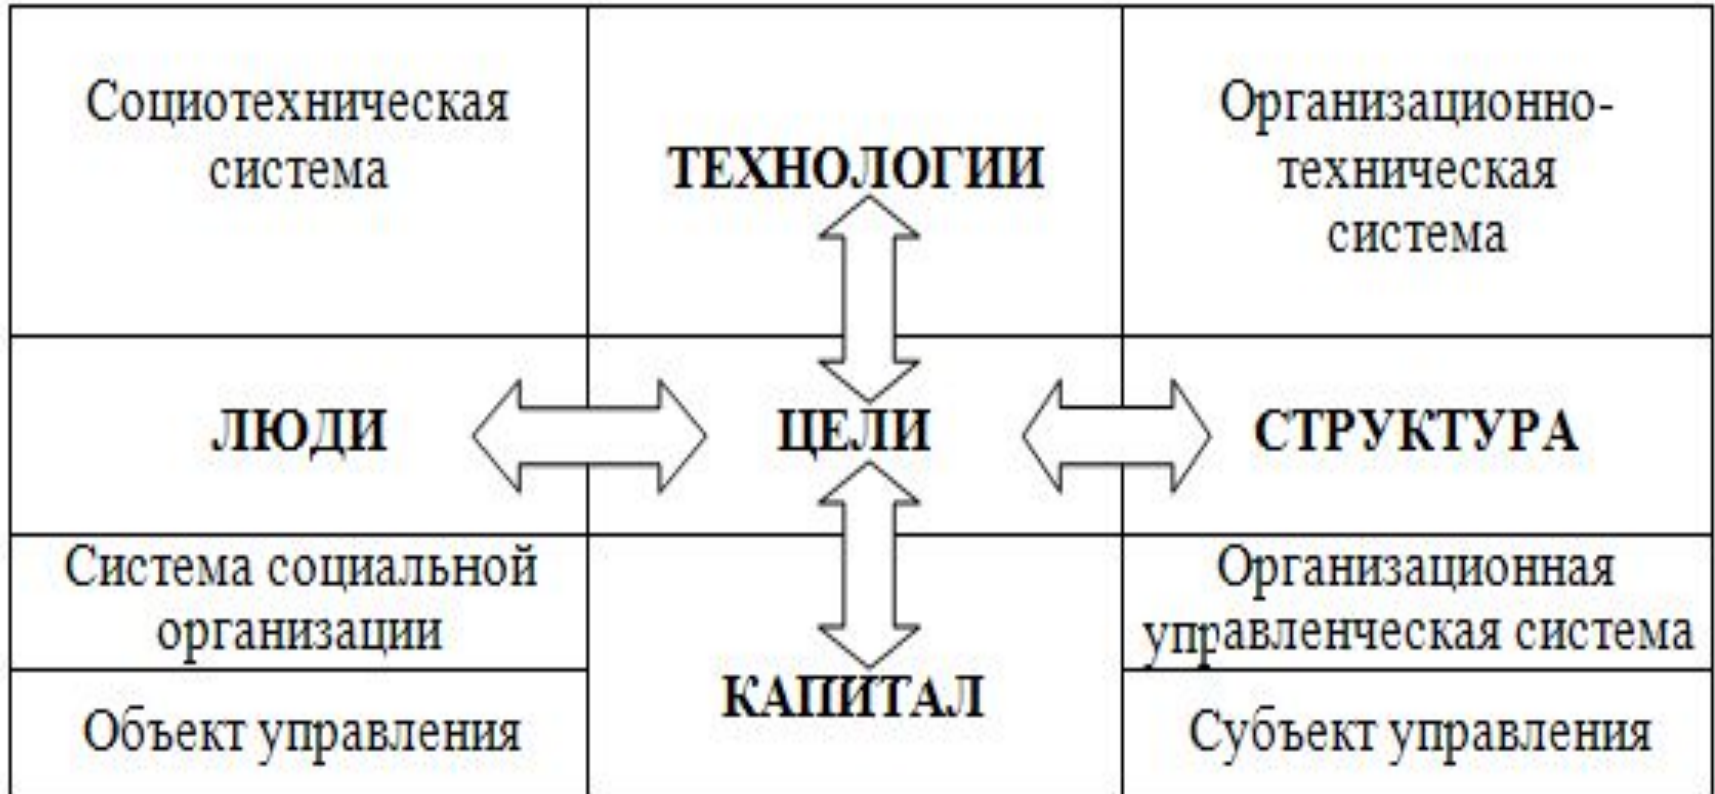 Социотехническая
система
ТЕХНОЛОГИИ
Организационно-
техническая
система
ЛЮДИ
ЦЕЛИ
СТРУКТУРА
Система социальной
организации
Объект управления
КАПИТАЛ
Организационная
управленческая система
Субъект управления